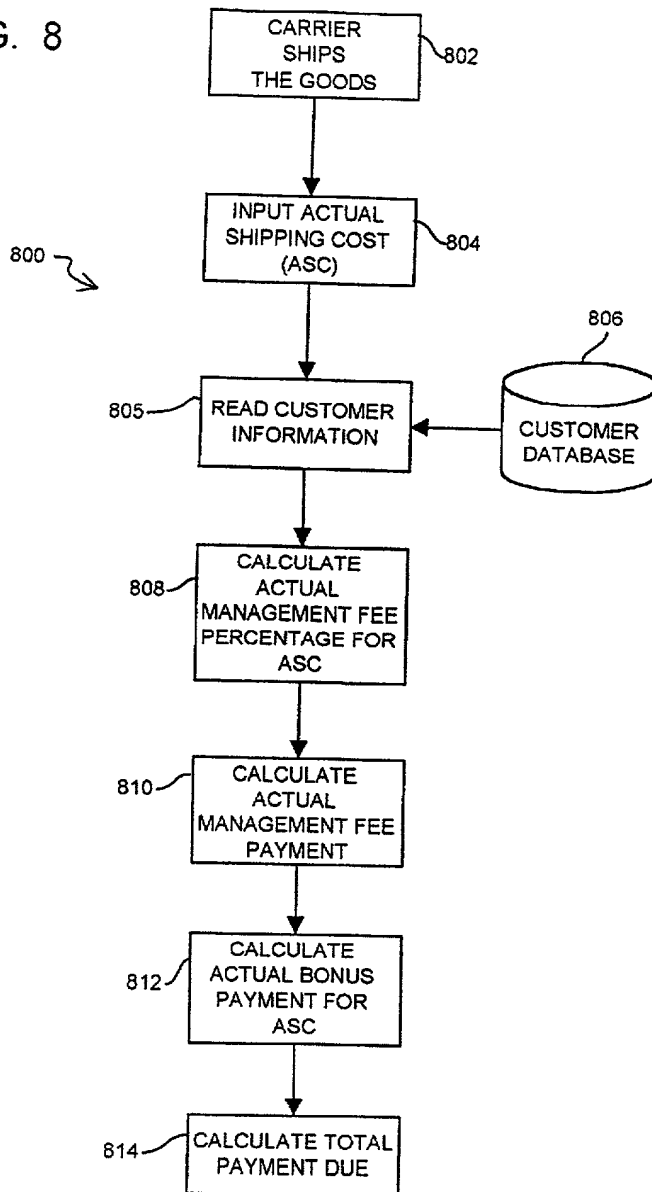 G. 8
CARRIER
SHIPS
THE GOODS
802
INPUT ACTUAL
SHIPPING COST
(ASC)
804
800
806
805
READ CUSTOMER
INFORMATION
CUSTOMER
DATABASE
808
CALCULATE
ACTUAL
MANAGEMENT FEE
PERCENTAGE FOR
ASC
810
CALCULATE
ACTUAL
MANAGEMENT FEE
PAYMENT
812
CALCULATE
ACTUAL BONUS
PAYMENT FOR
ASC
814
CALCULATE TOTAL
PAYMENT DUE